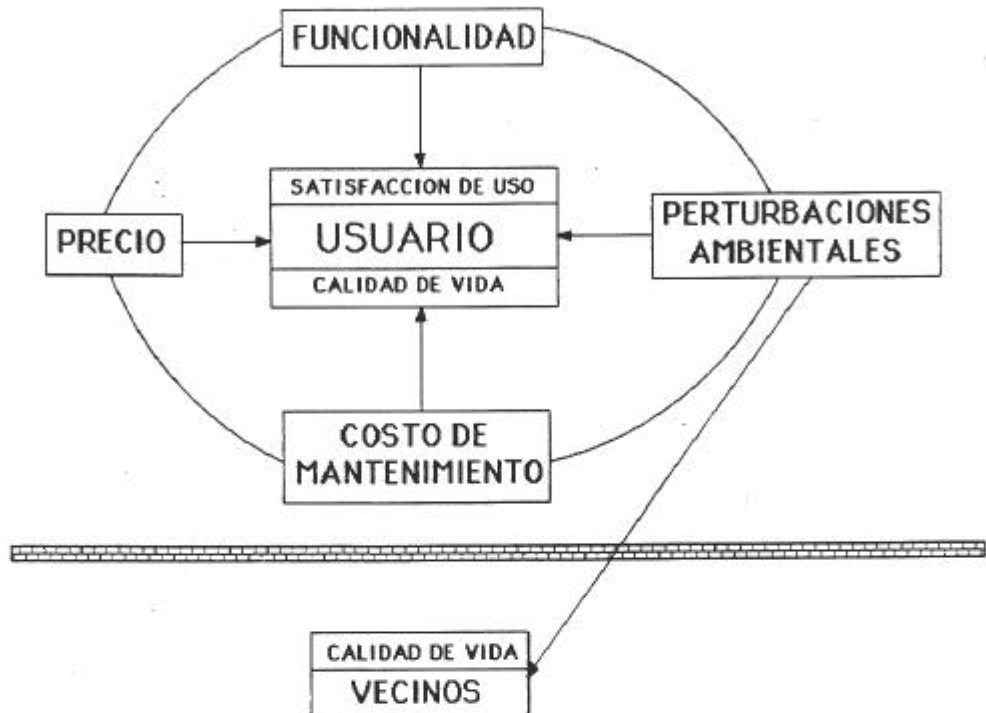 FUNCIONALIDAD
SATISFACCION DE USO
USUARIO
CALIDAD DE VIDA
PRECIO
PERTURBACIONES
AMBIENTALES
COSTO DE
MANTENIMIENTO
CALIDAD DE VIDA
VECINOS